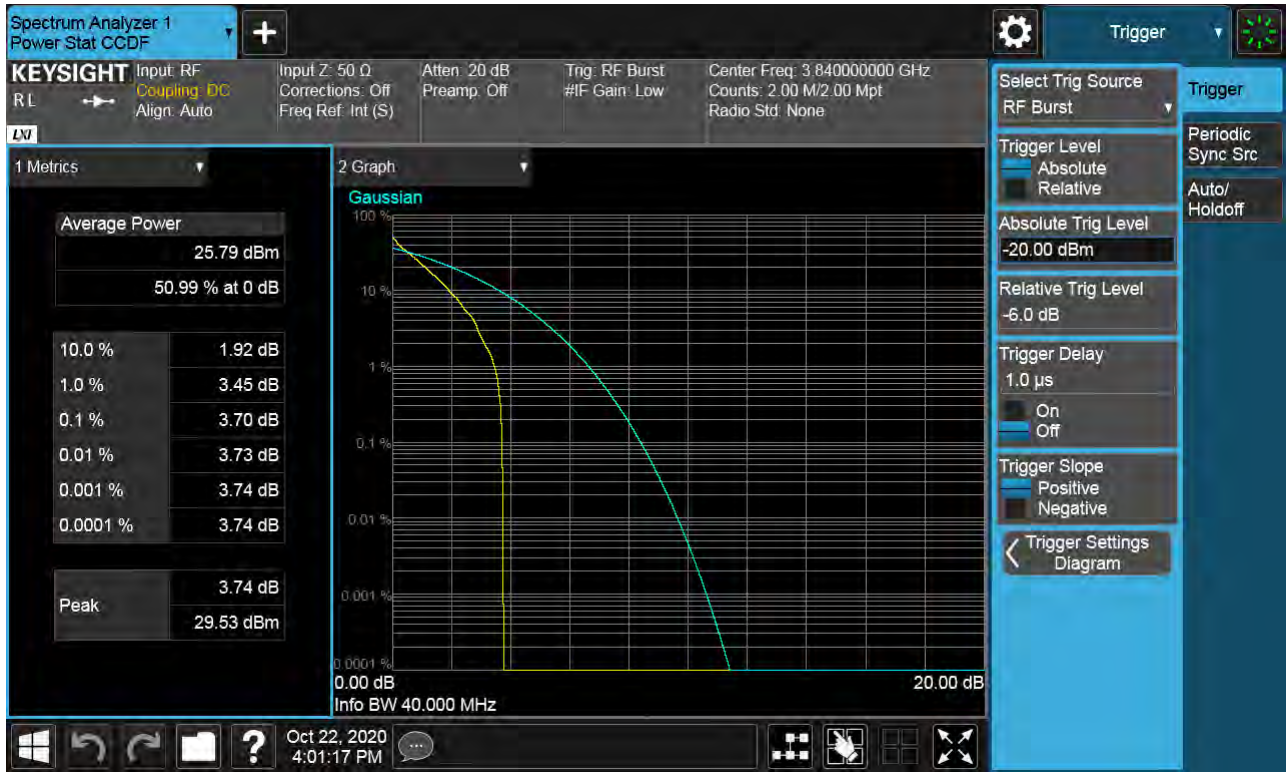 Spectrum Analyzer 1
Power Stat CCDF
+
Trigger
KEYSIGHT
RL
LXI
Input: RF
Coupling: DC
Align: Auto
Input Z: 50 Ω
Corrections: Off
Freq Ref: Int (S)
Atten: 20 dB
Preamp: Off
Trig: RF Burst
#IF Gain: Low
Center Freq: 3.840000000 GHz
Counts: 2.00 M/2.00 Mpt
Radio Std: None
1 Metrics
Average Power
25.79 dBm
50.99 % at 0 dB
10.0 % 1.92 dB
1.0 % 3.45 dB
0.1 % 3.70 dB
0.01 % 3.73 dB
0.001 % 3.74 dB
0.0001 % 3.74 dB
Peak
3.74 dB
29.53 dBm
2 Graph
Gaussian
100 %
10 %
1 %
0.1 %
0.01 %
0.001 %
0.0001 %
0.00 dB 20.00 dB
Info BW 40.000 MHz
Select Trig Source
RF Burst
Trigger Level
Absolute
Relative
Absolute Trig Level
-20.00 dBm
Relative Trig Level
-6.0 dB
Trigger Delay
1.0 µs
On
Off
Trigger Slope
Positive
Negative
Trigger Settings
Diagram
Trigger
Periodic
Sync Src
Auto/
Holdoff
?
Oct 22, 2020
4:01:17 PM